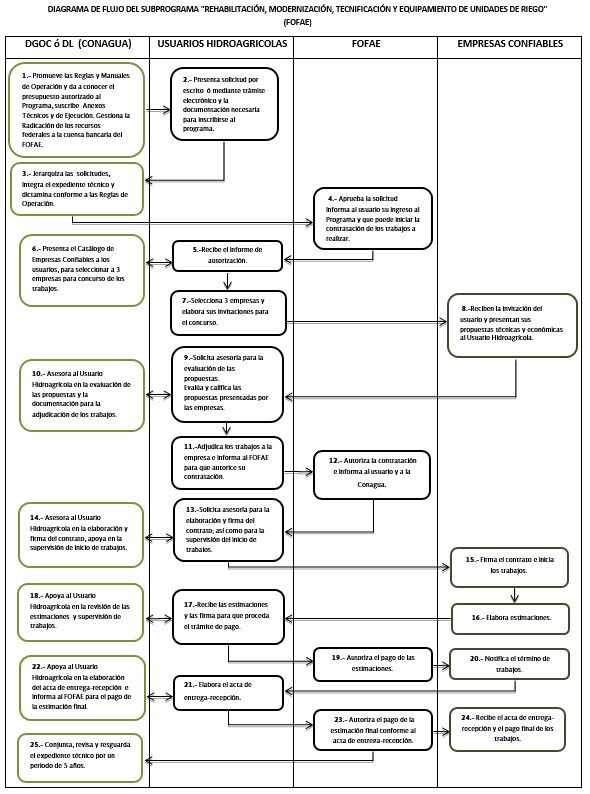 DIAGRAMA DE FLUJO DEL SUBPROGRAMA "REHABILITACIÓN, MODERNIZACIÓN, TECNIFICACIÓN Y EQUIPAMIENTO DE UNIDADES DE RIEGO"
(FOFAE)
DGOC ó DL (CONAGUA)
USUARIOS HIDROAGRICOLAS
FOFAE
EMPRESAS CONFIABLES
1.- Promueve las Reglas y Manuales
de Operación y da a conocer el
presupuesto autorizado al
Programa, suscribe Anexos
Técnicos y de Ejecución. Gestiona la
Radicación de los recursos
federales a la cuenta bancaria del
FOFAE.
2.- Presenta solicitud por
escrito ó mediante trámite
electrónico y la
documentación necesaria
para inscribirse al
programa.
3.- Jerarquiza las solicitudes,
integra el expediente técnico y
dictamina conforme a las Reglas de
Operación.
4.- Aprueba la solicitud
informa al usuario su ingreso al
Programa y que puede iniciar la
contratación de los trabajos a
realizar.
5.-Recibe el informe de
autorización.
6.- Presenta el Catálogo de
Empresas Confiables a los
usuarios, para seleccionar a 3
empresas para concurso de los
trabajos.
7.-Selecciona 3 empresas y
elabora sus invitaciones para
el concurso.
8.-Reciben la invitación del
usuario y presentan sus
propuestas técnicas y económicas
al Usuario Hidroagrícola.
9.-Solicita asesoría para la
evaluación de las
propuestas.
Evalúa y califica las
propuestas presentadas por
las empresas.
10.- Asesora al Usuario
Hidroagrícola en la evaluación de
las propuestas y la
documentación para la
adjudicación de los trabajos.
11.-Adjudica los trabajos a la
empresa e informa al FOFAE
para que autorice su
contratación.
12.- Autoriza la contratación
e informa al usuario y a la
Conagua.
13.-Solicita asesoría para la
elaboración y firma del
contrato; así como para la
supervisión del inicio de
trabajos.
14.- Asesora al Usuario
Hidroagrícola en la elaboración y
firma del contrato, apoya en la
supervisión de inicio de trabajos.
15.- Firma el contrato e inicia
los trabajos.
16.- Elabora estimaciones.
17.-Recibe las estimaciones
y las firma para que proceda
el trámite de pago.
18.- Apoya al Usuario
Hidroagrícola en la revisión de las
estimaciones y supervisión de
trabajos.
19.- Autoriza el pago de las
estimaciones.
20.- Notifica el término de
trabajos.
21.- Elabora el acta de
entrega-recepción.
22.- Apoya al Usuario
Hidroagrícola en la elaboración
del acta de entrega-recepción e
informa al FOFAE para el pago de
la estimación final.
23.- Autoriza el pago de la
estimación final conforme al
acta de entrega-recepción.
24.- Recibe el acta de entrega-
recepción y el pago final de los
trabajos.
25.- Conjunta, revisa y resguarda
el expediente técnico por
un período de 5 años.